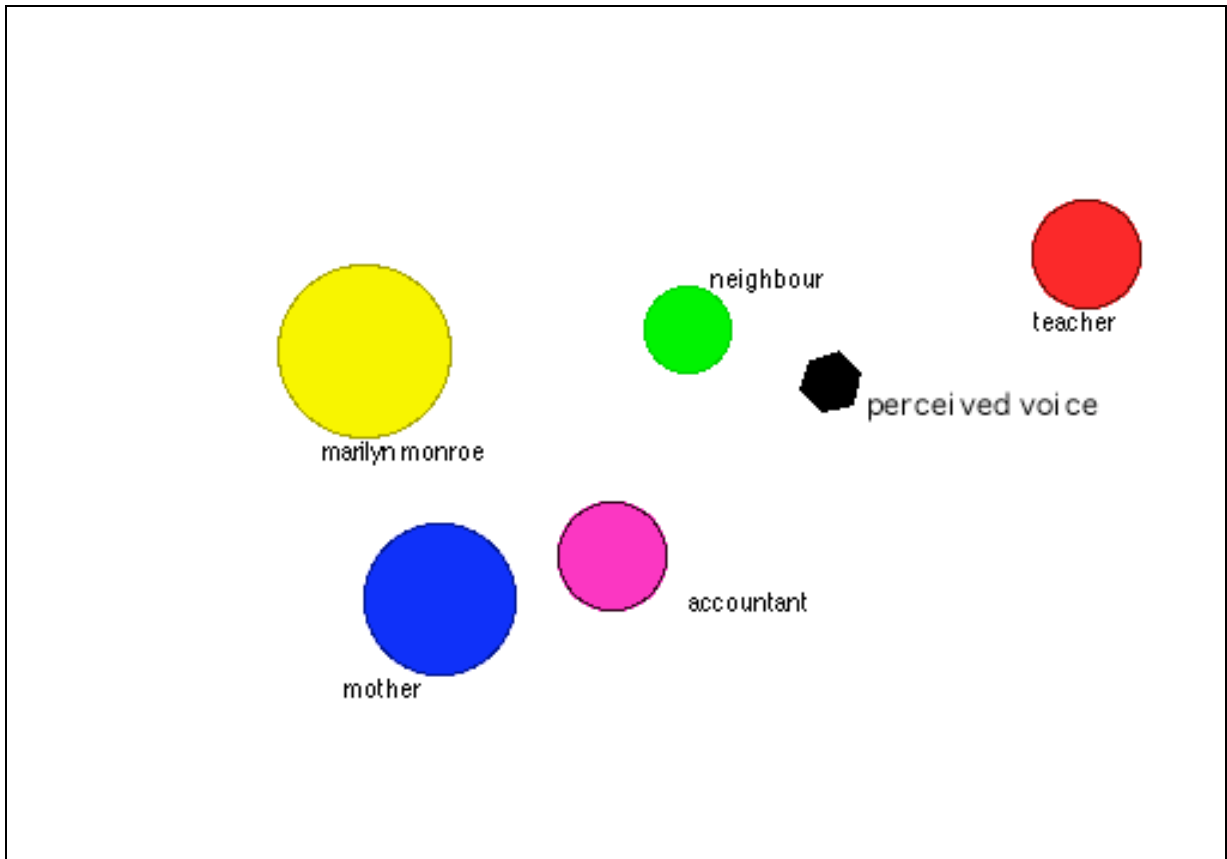 neighbour
teacher
perceived voice
marilyn monroe
accountant
mother